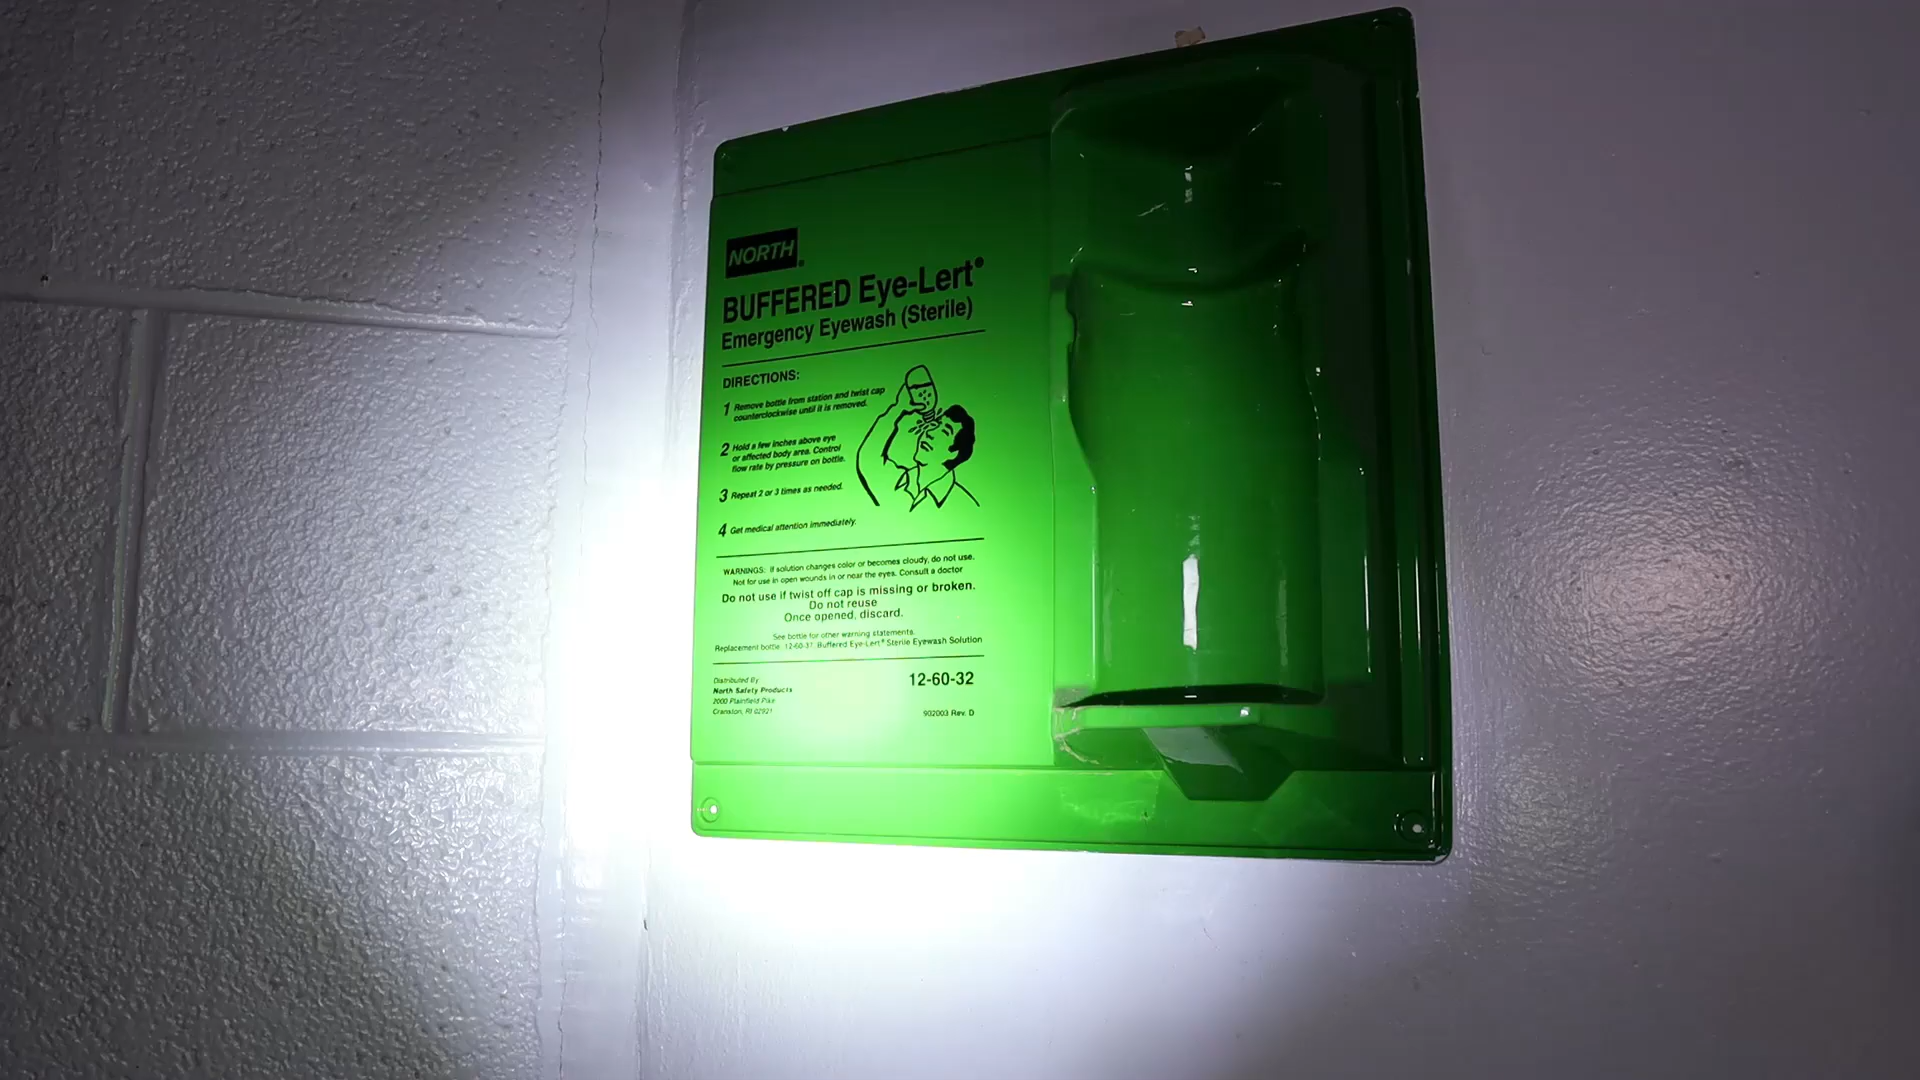 NORTH®
BUFFERED Eye-Lert®
Emergency Eyewash (Sterile)
DIRECTIONS:
1 Remove bottle from station and twist cap
counterclockwise until it is removed.
2 Hold a few inches above eye
or affected body area. Control
flow rate by pressure on bottle.
3 Repeat 2 or 3 times as needed.
4 Get medical attention immediately.
WARNINGS: If solution changes color or becomes cloudy, do not use.
Not for use in open wounds in or near the eyes. Consult a doctor
Do not use if twist off cap is missing or broken.
Do not reuse
Once opened, discard.
See bottle for other warning statements.
Replacement bottle 12-60-31 Buffered Eye-Lert® Sterile Eyewash Solution
Distributed By
North Safety Products
2000 Plainfield Pike
Cranston, RI 02921
12-60-32
902003 Rev. D